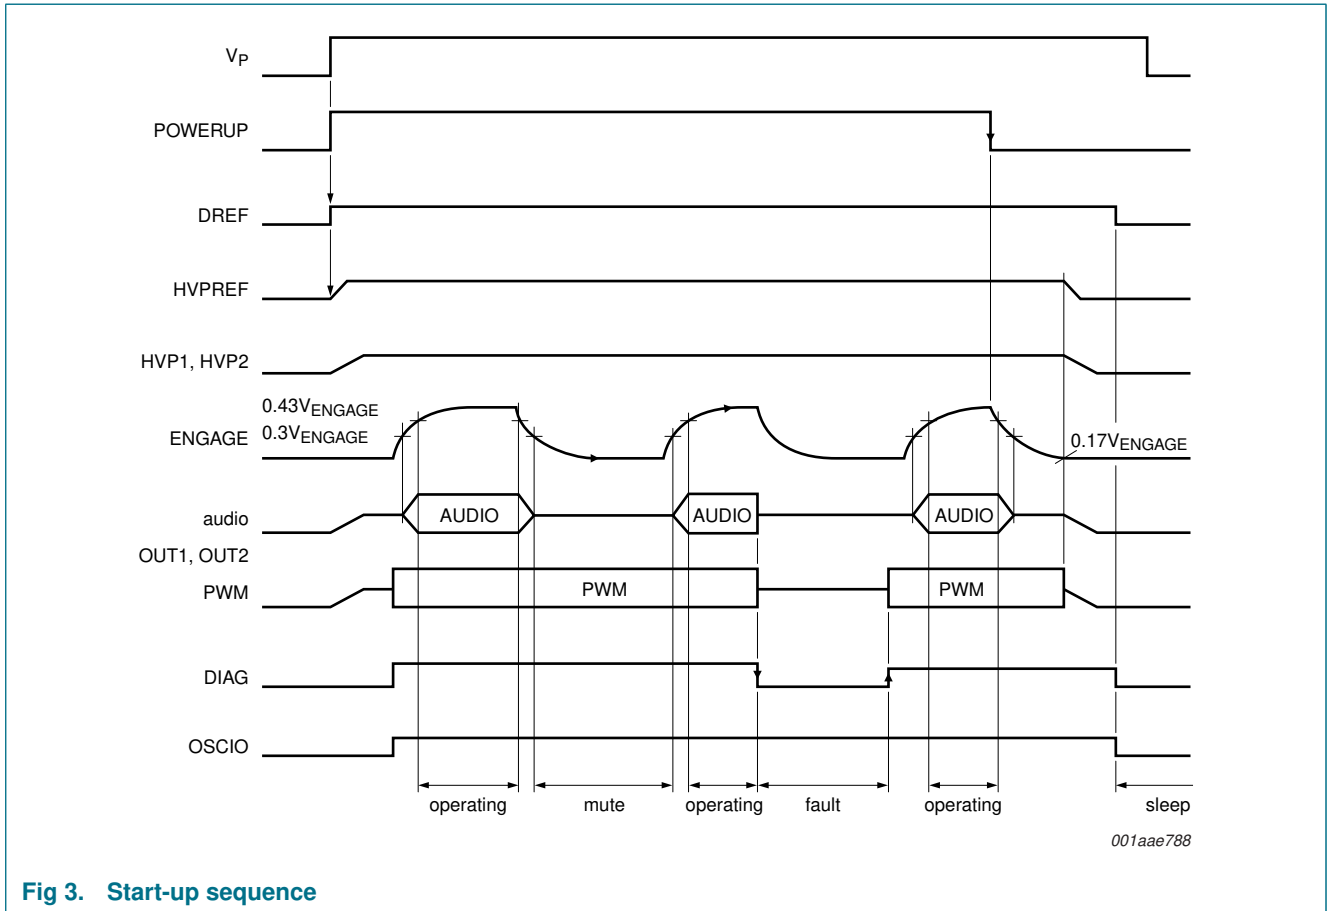 VP
POWERUP
DREF
HVPREF
HVP1, HVP2
0.43VENGAGE
ENGAGE 0.3VENGAGE
0.17VENGAGE
audio AUDIO AUDIO AUDIO
OUT1, OUT2
PWM PWM PWM
DIAG
OSCIO
operating mute operating fault operating sleep
001aae788
Fig 3. Start-up sequence